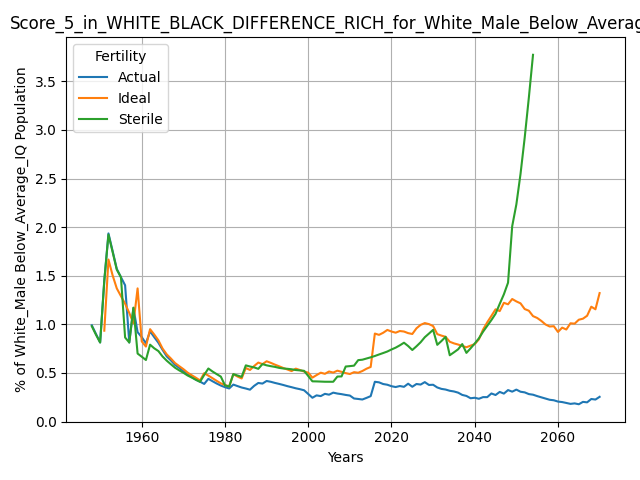 Score_5_in_WHITE_BLACK_DIFFERENCE_RICH_for_White_Male_Below_Averag
Fertility
Actual
Ideal
Sterile
% of White_Male Below_Average_IQ Population
3.5
3.0
2.5
2.0
1.5
1.0
0.5
0.0
1960 1980 2000 2020 2040 2060
Years